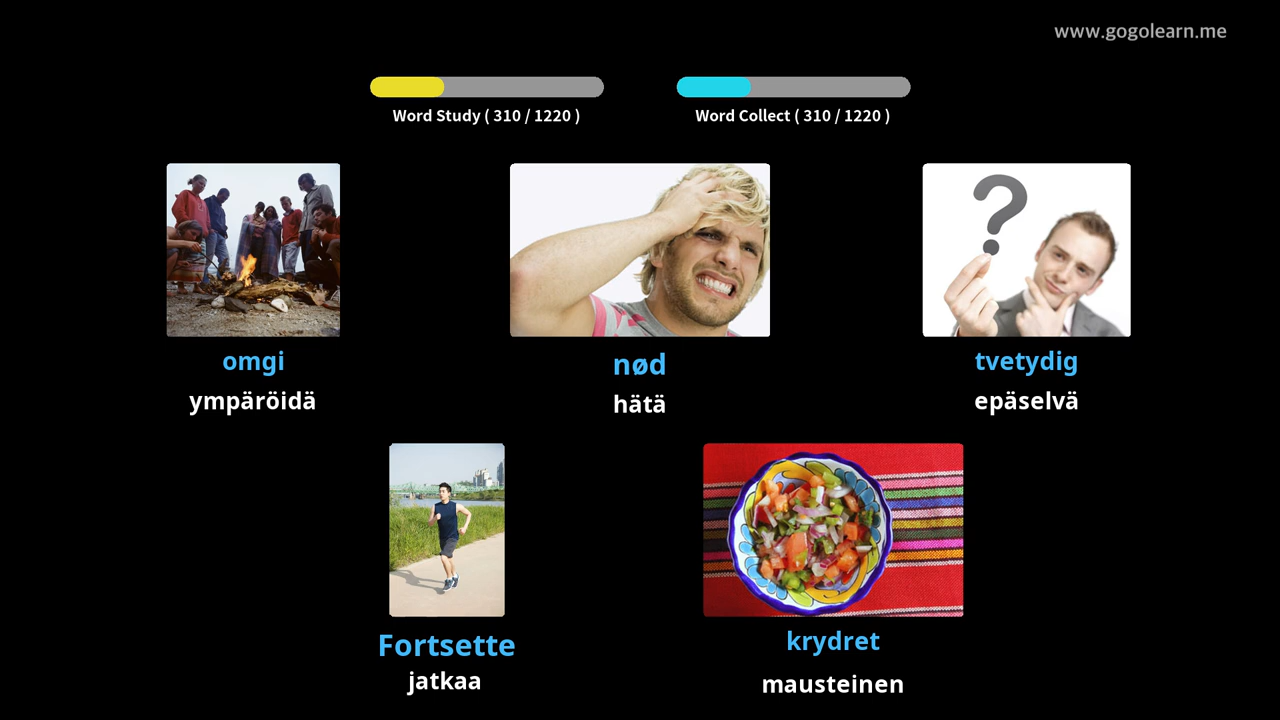 www.gogolearn.me
Word Study ( 310 / 1220 )
Word Collect ( 310 / 1220 )
omgi
ympäröidä
nød
hätä
tvetydig
epäselvä
Fortsette
jatkaa
krydret
mausteinen